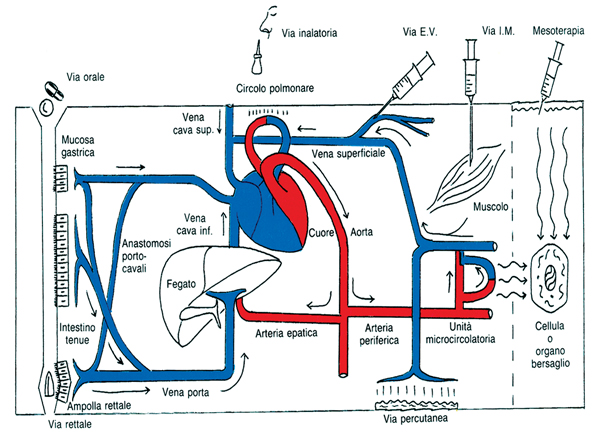 Via inalatoria
Via E.V.
Via I.M.
Mesoterapia
Via orale
Circolo polmonare
Vena
cava sup.
Mucosa
gastrica
Vena superficiale
Muscolo
Vena
cava inf.
Cuore
Aorta
Anastomosi
porto-
cavali
Fegato
Intestino
tenue
Arteria epatica
Arteria
periferica
Unità
microcircolatoria
Cellula
o
organo
bersaglio
Ampolla rettale
Vena porta
Via rettale
Via percutanea